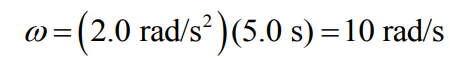 ω = (2.0 rad/s²)(5.0 s) = 10 rad/s